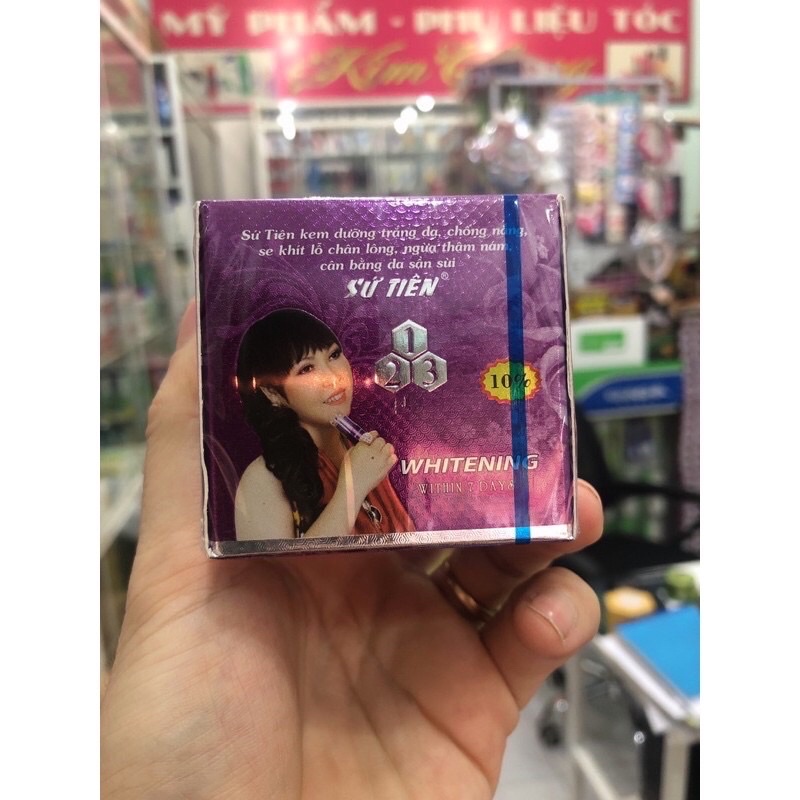 MỸ PHẨM - PHỤ LIỆU TÓC
Kim
Sứ Tiên kem dưỡng trắng da, chống nắng,
se khít lỗ chân lông, ngừa thâm nám,
cân bằng da sần sùi
SỨ TIÊN®
1
2 3
10%
WHITENING
WITHIN 7 DAYS